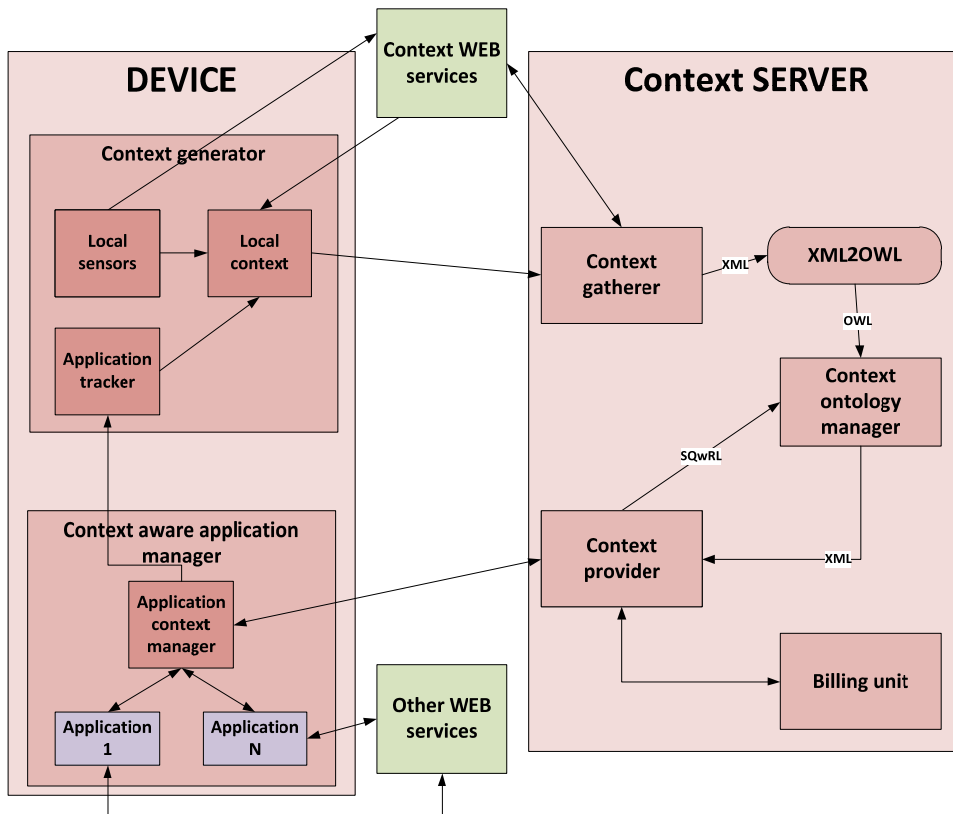 Context WEB
services
DEVICE
Context SERVER
Context generator
Local
sensors
Local
context
Application
tracker
Context
gatherer
XML
XML2OWL
OWL
Context
ontology
manager
SQwRL
Context
provider
XML
Billing unit
Context aware application
manager
Application
context
manager
Application
1
Application
N
Other WEB
services